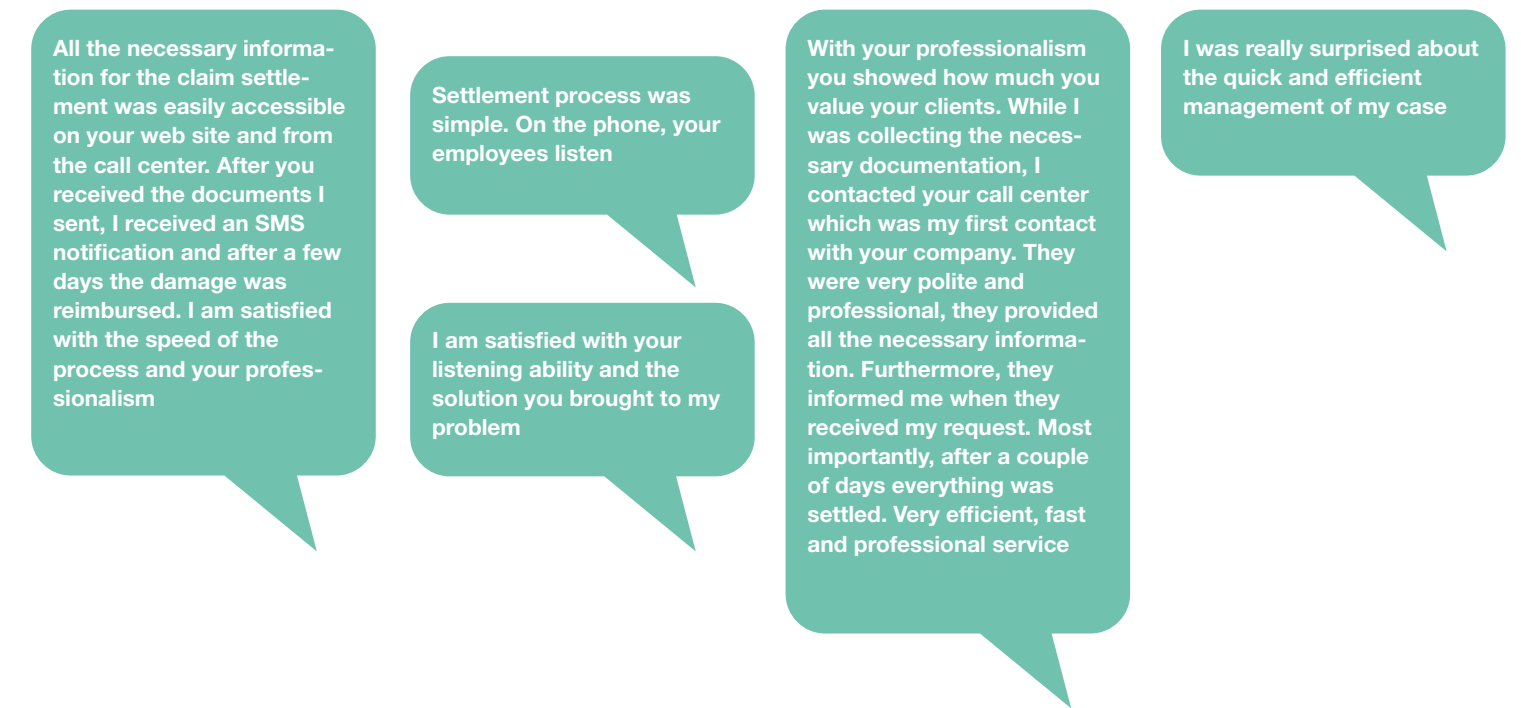 All the necessary informa-
tion for the claim settle-
ment was easily accessible
on your web site and from
the call center. After you
received the documents I
sent, I received an SMS
notification and after a few
days the damage was
reimbursed. I am satisfied
with the speed of the
process and your profes-
sionalism
Settlement process was
simple. On the phone, your
employees listen
I am satisfied with your
listening ability and the
solution you brought to my
problem
With your professionalism
you showed how much you
value your clients. While I
was collecting the neces-
sary documentation, I
contacted your call center
which was my first contact
with your company. They
were very polite and
professional, they provided
all the necessary informa-
tion. Furthermore, they
informed me when they
received my request. Most
importantly, after a couple
of days everything was
settled. Very efficient, fast
and professional service
I was really surprised about
the quick and efficient
management of my case